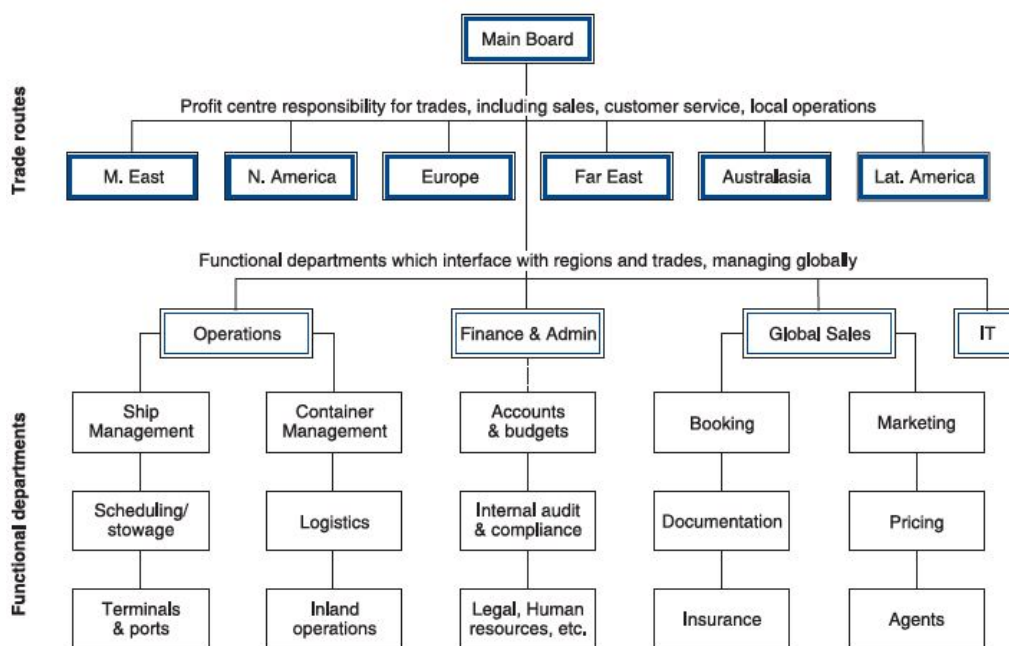 Main Board
Trade routes
Profit centre responsibility for trades, including sales, customer service, local operations
M. East
N. America
Europe
Far East
Australasia
Lat. America
Functional departments which interface with regions and trades, managing globally
Operations
Finance & Admin
Global Sales
IT
Functional departments
Ship
Management
Container
Management
Accounts
& budgets
Booking
Marketing
Scheduling/
stowage
Logistics
Internal audit
& compliance
Documentation
Pricing
Terminals
& ports
Inland
operations
Legal, Human
resources, etc.
Insurance
Agents